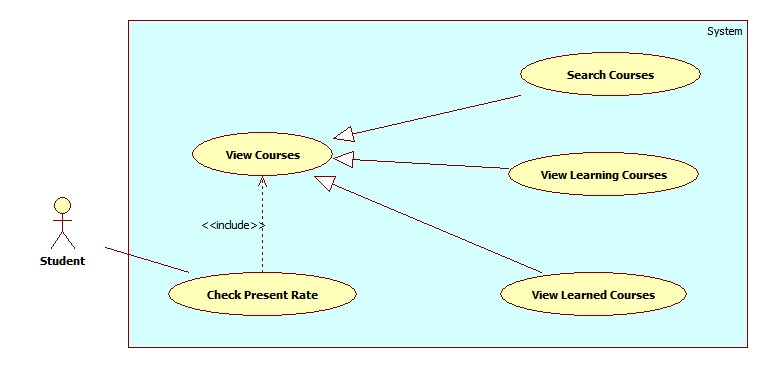 System
Search Courses
View Courses
View Learning Courses
<<include>>
Student
Check Present Rate
View Learned Courses